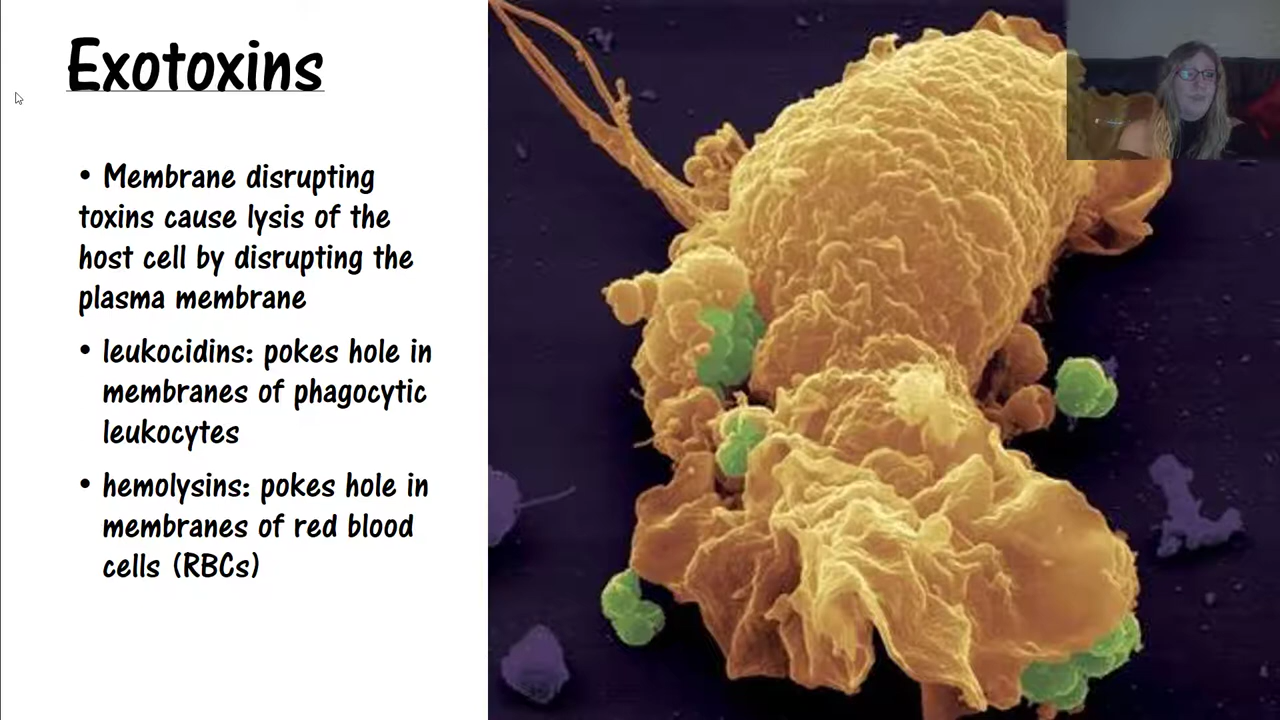 Exotoxins
• Membrane disrupting
toxins cause lysis of the
host cell by disrupting the
plasma membrane
• leukocidins: pokes hole in
membranes of phagocytic
leukocytes
• hemolysins: pokes hole in
membranes of red blood
cells (RBCs)